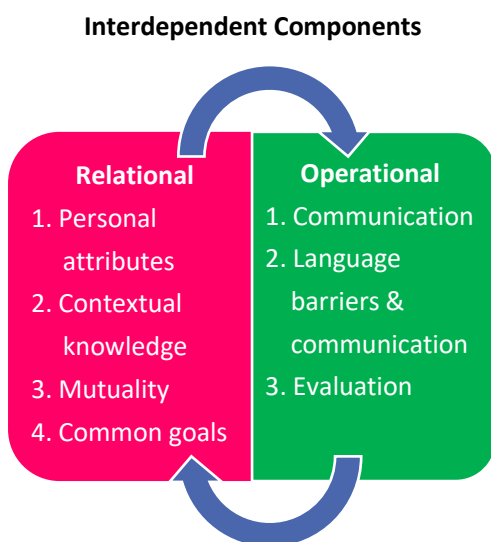 Interdependent Components
Relational
1. Personal
attributes
2. Contextual
knowledge
3. Mutuality
4. Common goals
Operational
1. Communication
2. Language
barriers &
communication
3. Evaluation